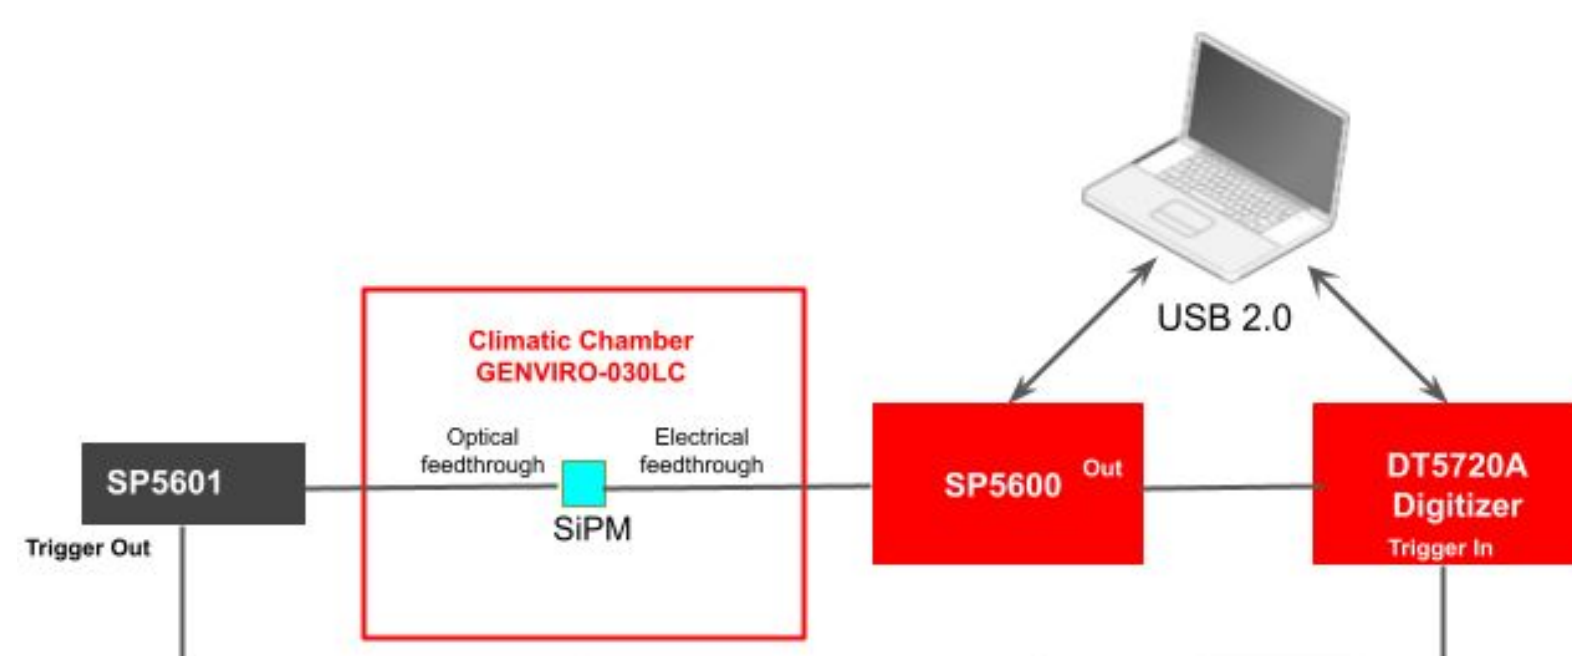 USB 2.0
Climatic Chamber
GENVIRO-030LC
Optical
feedthrough
Electrical
feedthrough
SP5601
SiPM
Trigger Out
SP5600
Out
DT5720A
Digitizer
Trigger In